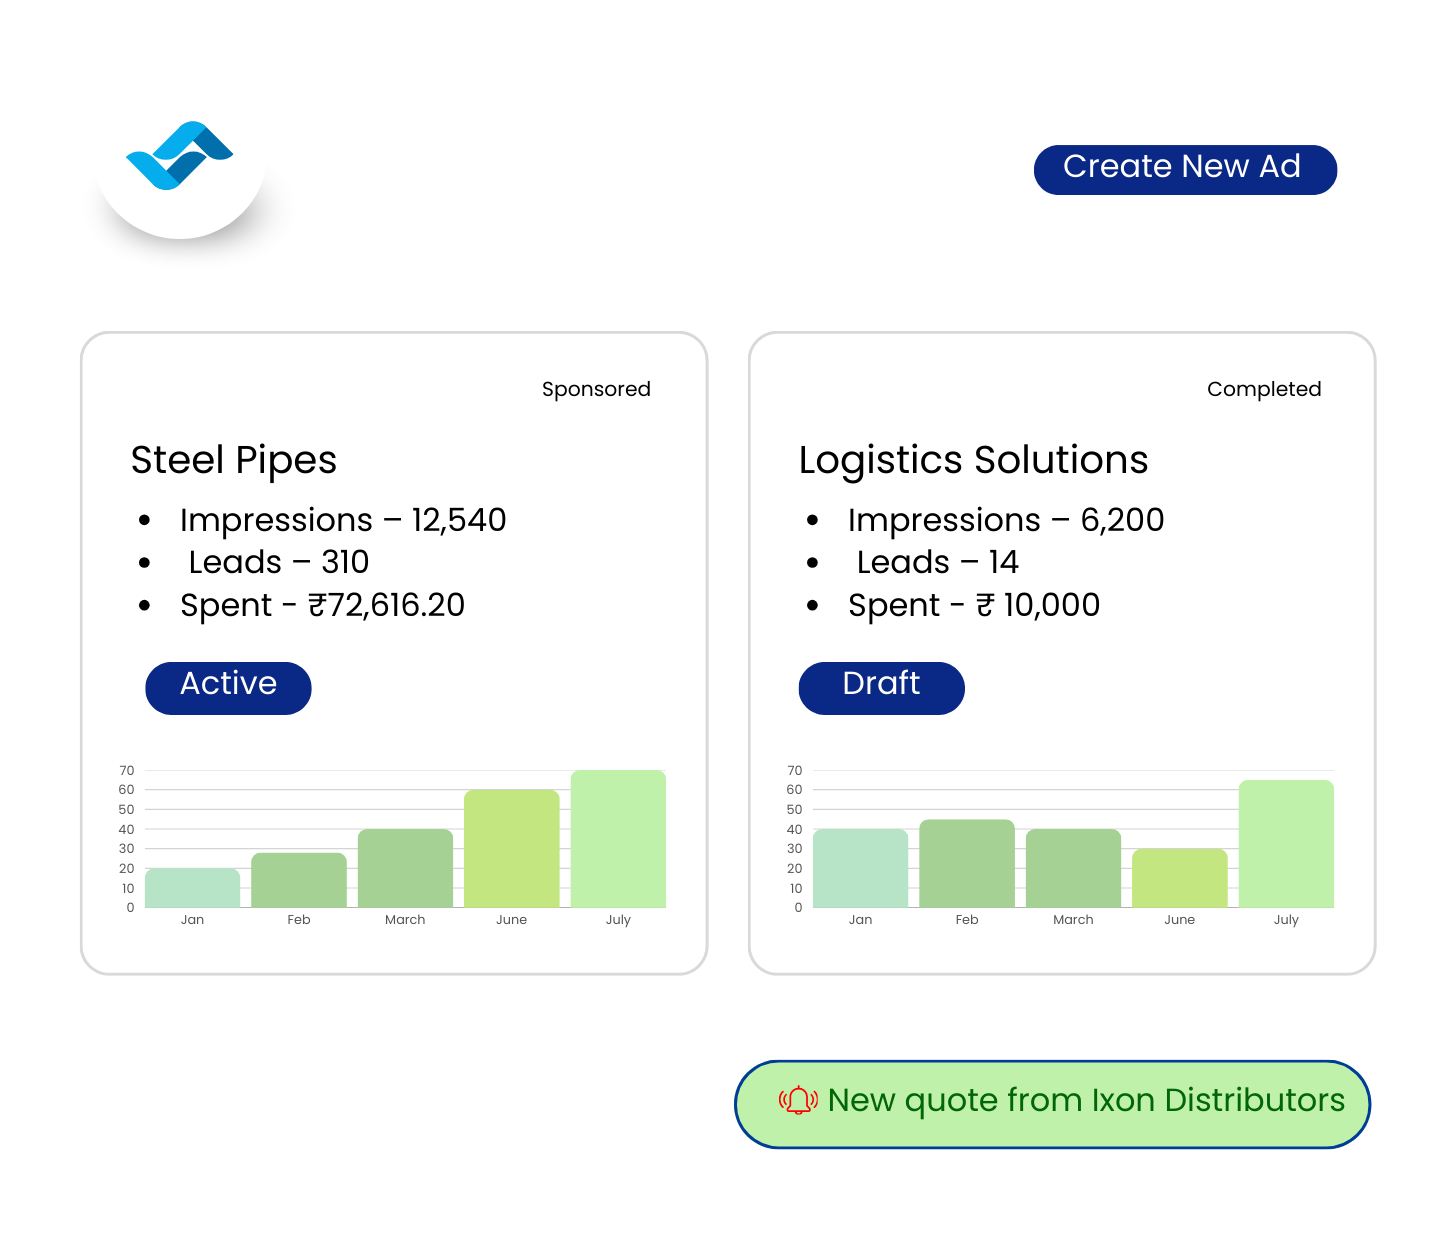 Create New Ad
Sponsored
Steel Pipes
• Impressions – 12,540
• Leads – 310
• Spent - ₹72,616.20
Active
70
60
50
40
30
20
10
0
Jan Feb March June July
Completed
Logistics Solutions
• Impressions – 6,200
• Leads – 14
• Spent - ₹ 10,000
Draft
70
60
50
40
30
20
10
0
Jan Feb March June July
New quote from Ixon Distributors